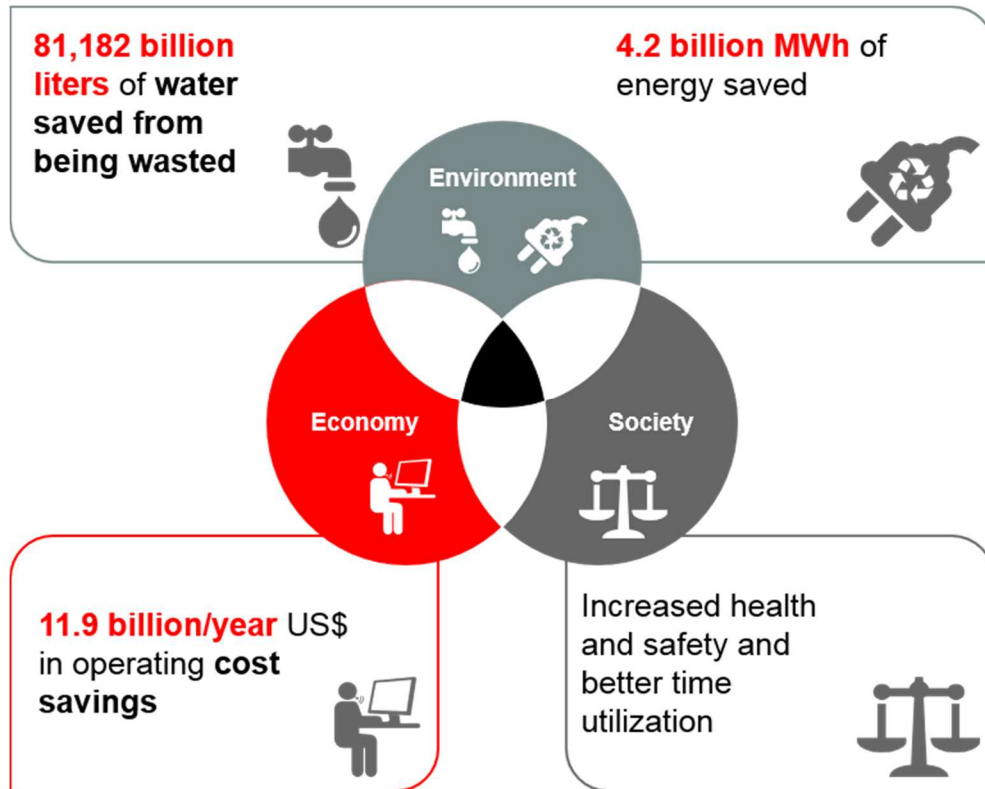 81,182 billion
liters of water
saved from
being wasted
4.2 billion MWh of
energy saved
Environment
Economy
Society
11.9 billion/year US$
in operating cost
savings
Increased health
and safety and
better time
utilization